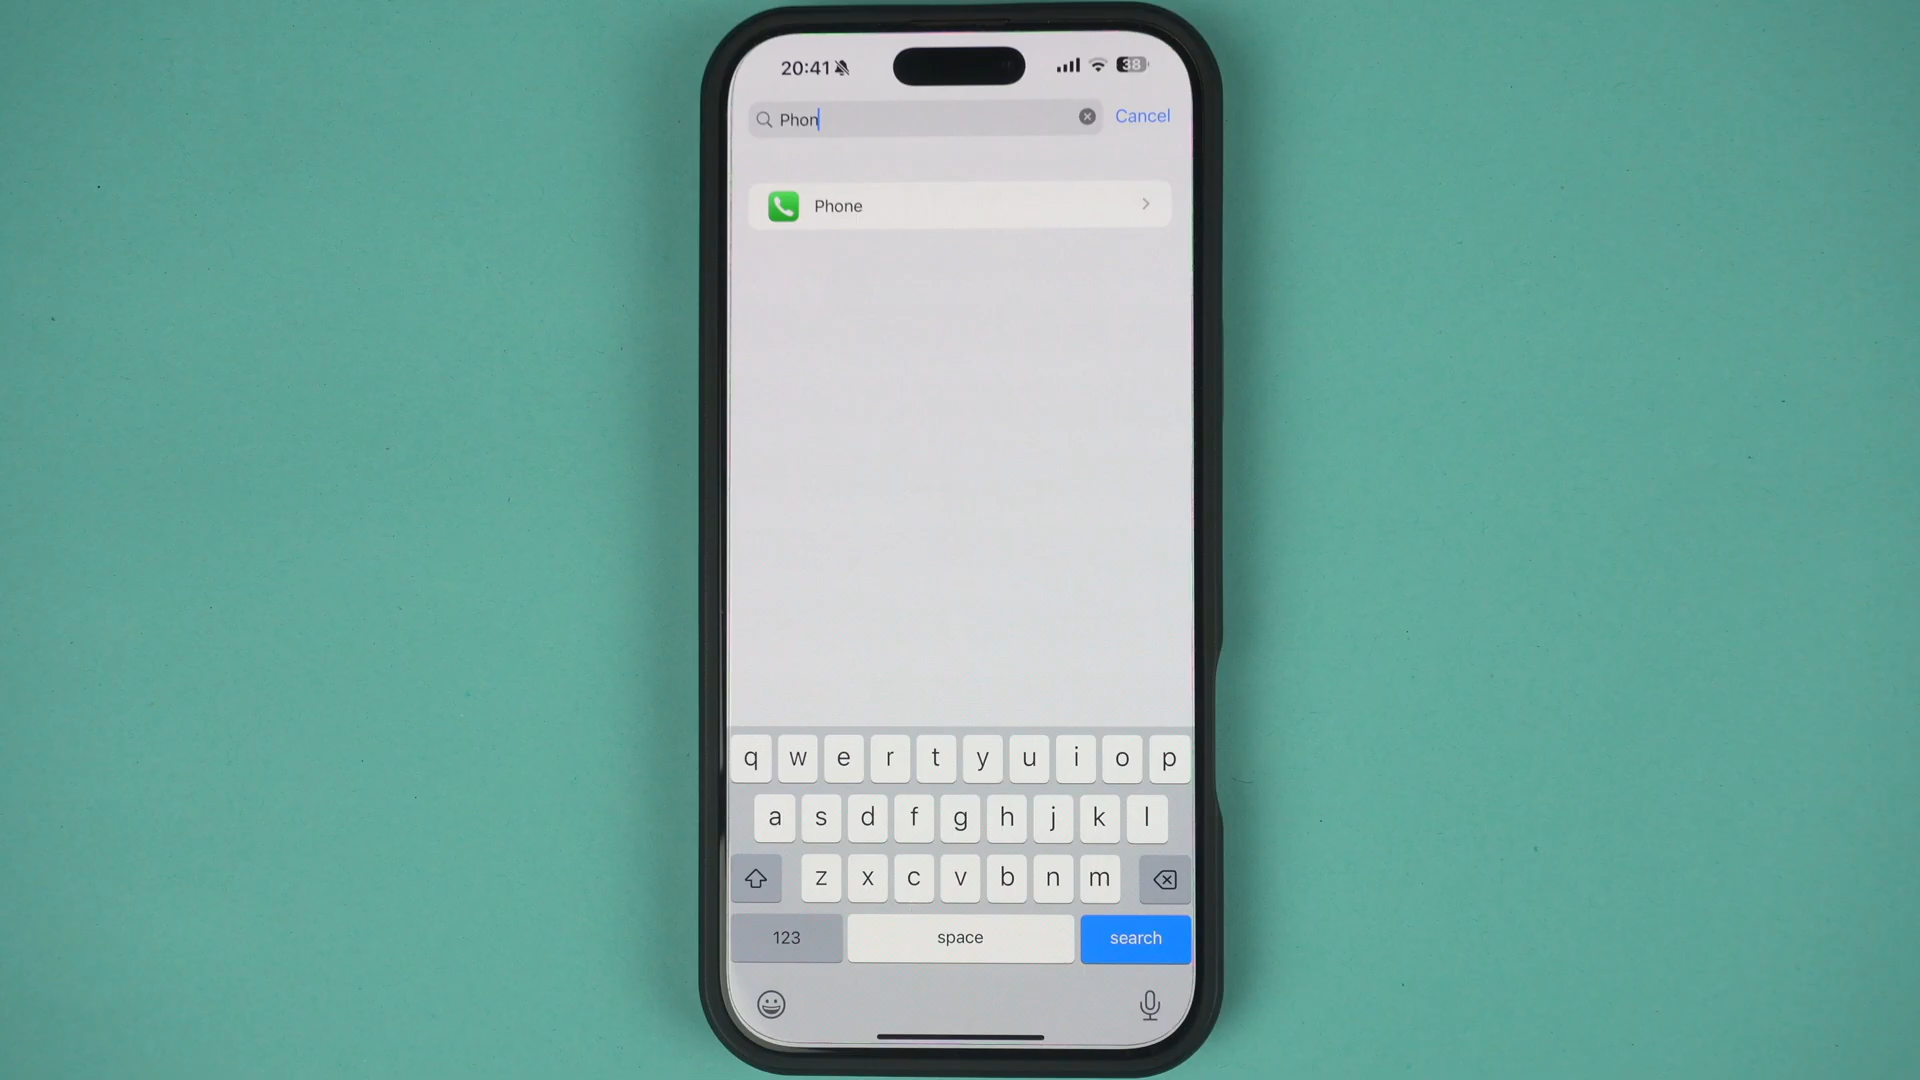 20:41 38
Phon Cancel
Phone
q w e r t y u i o p
a s d f g h j k l
z x c v b n m
123 space search